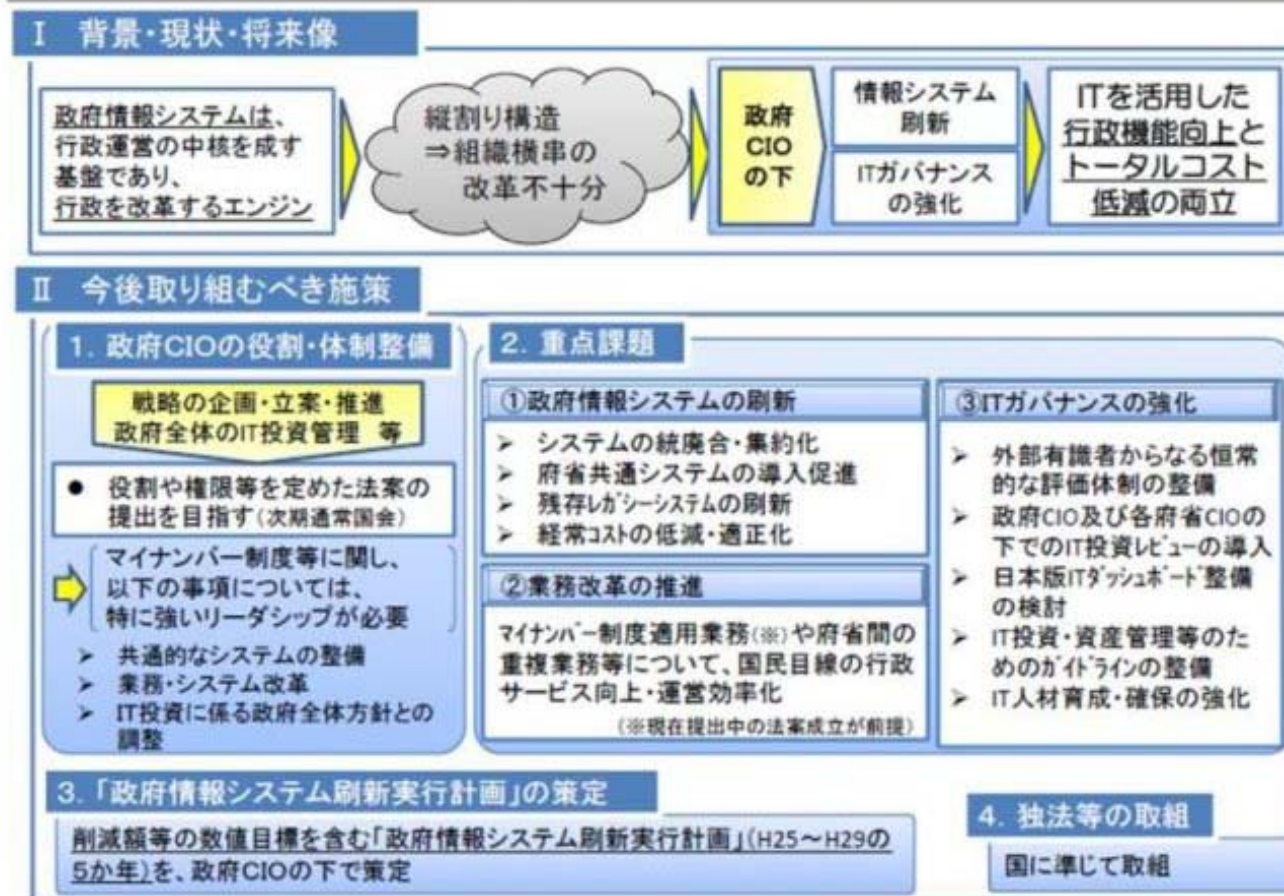 Ⅰ 背景・現状・将来像
政府情報システムは、
行政運営の中核を成す
基盤であり、
行政を改革するエンジン
縦割り構造
⇒組織横串の
改革不十分
政府
CIO
の下
情報システム
刷新
ITガバナンス
の強化
ITを活用した
行政機能向上と
トータルコスト
低減の両立
Ⅱ 今後取り組むべき施策
1. 政府CIOの役割・体制整備
戦略の企画・立案・推進
政府全体のIT投資管理 等
● 役割や権限等を定めた法案の
提出を目指す(次期通常国会)
マイナンバー制度等に関し、
以下の事項については、
特に強いリーダシップが必要
➢ 共通的なシステムの整備
➢ 業務・システム改革
➢ IT投資に係る政府全体方針との
調整
2. 重点課題
①政府情報システムの刷新
➢ システムの統廃合・集約化
➢ 府省共通システムの導入促進
➢ 残存ﾚｶﾞｼｰｼｽﾃﾑの刷新
➢ 経常ｺｽﾄの低減・適正化
②業務改革の推進
ﾏｲﾅﾝﾊﾞｰ制度適用業務(※)や府省間の
重複業務等について、国民目線の行政
サービス向上・運営効率化
(※現在提出中の法案成立が前提)
③ITガバナンスの強化
➢ 外部有識者からなる恒常
的な評価体制の整備
➢ 政府CIO及び各府省CIOの
下でのIT投資ﾚﾋﾞｭｰの導入
➢ 日本版ITﾀﾞｯｼｭﾎﾞｰﾄﾞ整備
の検討
➢ IT投資・資産管理等のた
めのｶﾞｲﾄﾞﾗｲﾝの整備
➢ IT人材育成・確保の強化
3. 「政府情報システム刷新実行計画」の策定
削減額等の数値目標を含む「政府情報システム刷新実行計画」(H25～H29の
5か年)を、政府CIOの下で策定
4. 独法等の取組
国に準じて取組